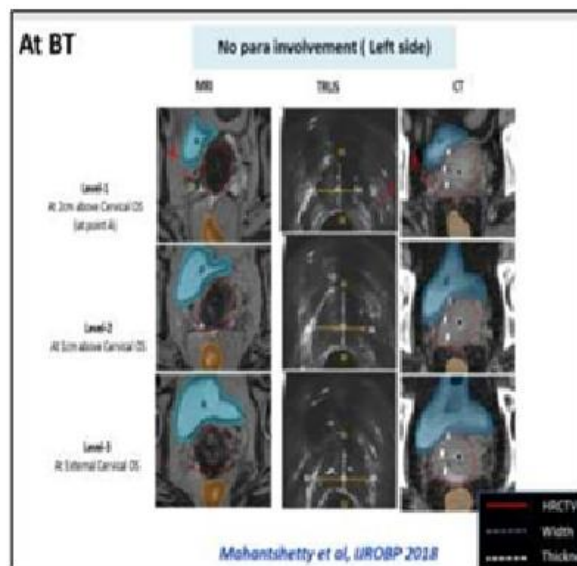 At BT
No para involvement ( Left side)
MRI TRUS CT
Level-1
At 2cm above Cervical OS
(at point A)
Level-2
At 1cm above Cervical OS
Level-3
At External Cervical OS
HRCTV
Width
Thickn
Mahantshetty et al, IJROBP 2018